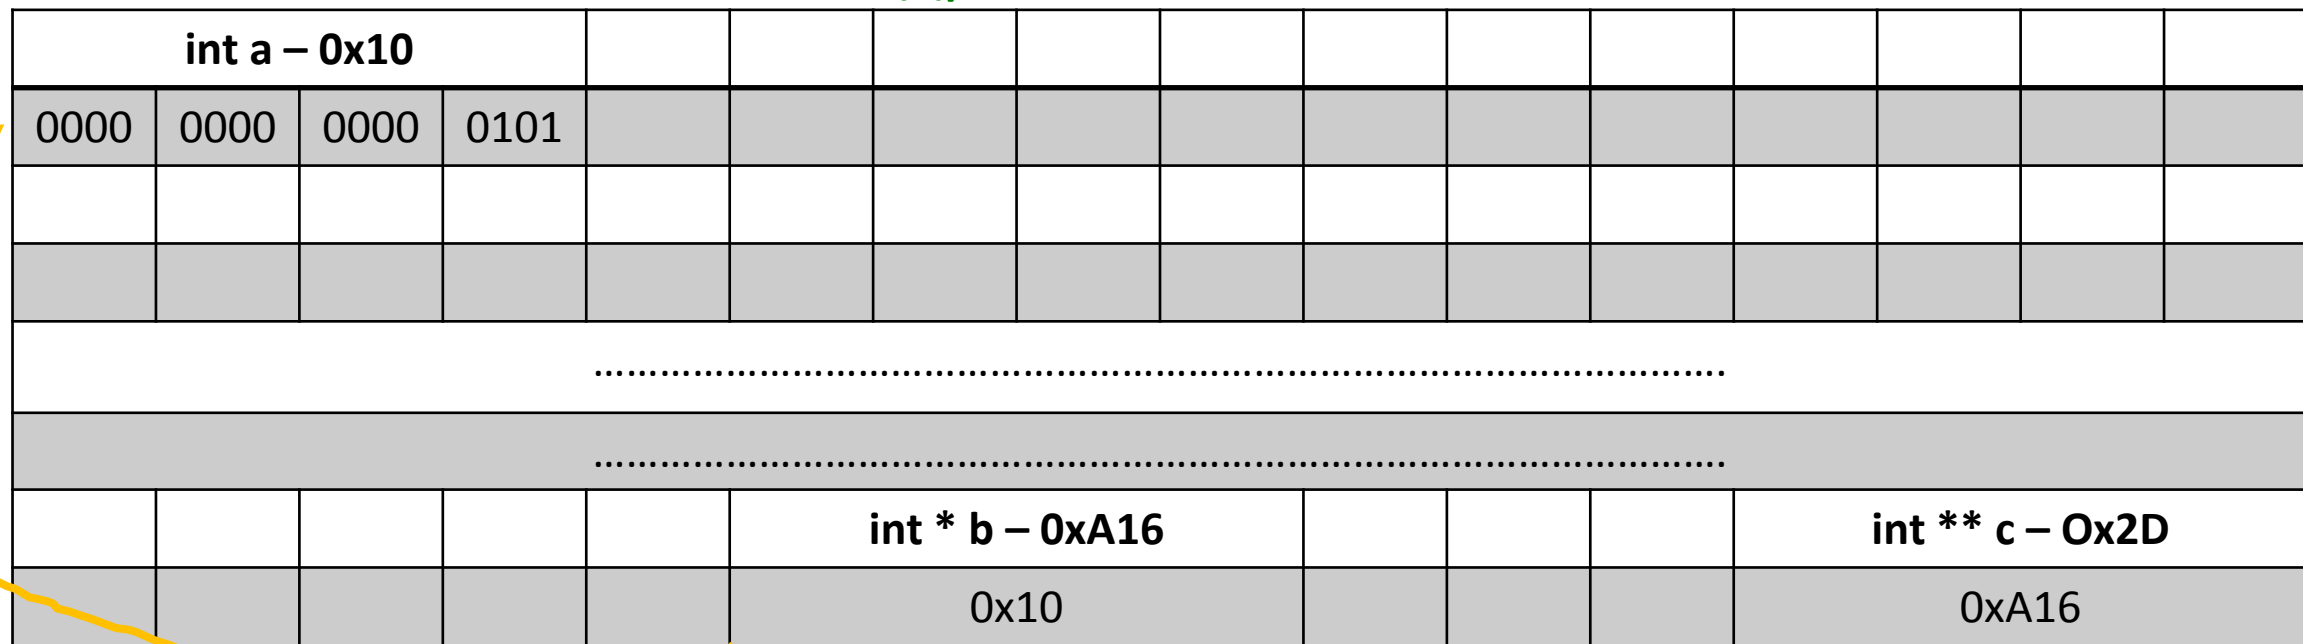 int a – 0x10
0000 0000 0000 0101
……………………………………………………………………………………….
……………………………………………………………………………………….
int * b – 0xA16 int ** c – Ox2D
0x10 0xA16